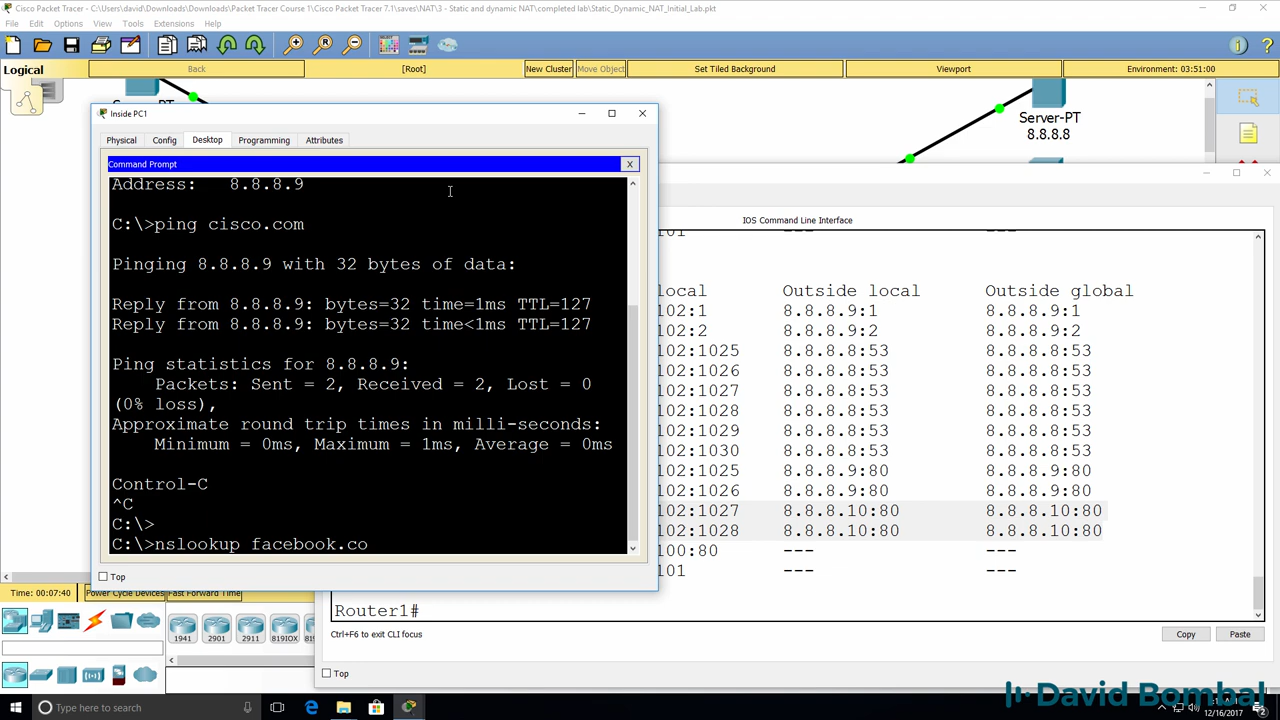 Cisco Packet Tracer - C:\Users\david\Downloads\Packet Tracer Course 1\Cisco Packet Tracer 7.1\saves\NAT\3 - Static and dynamic NAT\completed lab\Static_Dynamic_NAT_Initial_Lab.pkt
File Edit Options View Tools Extensions Help
Logical Back [Root] New Cluster Move Object Set Tiled Background Viewport Environment: 03:51:00
Server-PT
8.8.8.8
Inside PC1
Physical Config Desktop Programming Attributes
Command Prompt X
Address: 8.8.8.9
C:\>ping cisco.com
Pinging 8.8.8.9 with 32 bytes of data:
Reply from 8.8.8.9: bytes=32 time=1ms TTL=127
Reply from 8.8.8.9: bytes=32 time<1ms TTL=127
Ping statistics for 8.8.8.9:
Packets: Sent = 2, Received = 2, Lost = 0
(0% loss),
Approximate round trip times in milli-seconds:
Minimum = 0ms, Maximum = 1ms, Average = 0ms
Control-C
^C
C:\>
C:\>nslookup facebook.co
Top
IOS Command Line Interface
local Outside local Outside global
102:1 8.8.8.9:1 8.8.8.9:1
102:2 8.8.8.9:2 8.8.8.9:2
102:1025 8.8.8.8:53 8.8.8.8:53
102:1026 8.8.8.8:53 8.8.8.8:53
102:1027 8.8.8.8:53 8.8.8.8:53
102:1028 8.8.8.8:53 8.8.8.8:53
102:1029 8.8.8.8:53 8.8.8.8:53
102:1030 8.8.8.8:53 8.8.8.8:53
102:1025 8.8.8.9:80 8.8.8.9:80
102:1026 8.8.8.9:80 8.8.8.9:80
102:1027 8.8.8.10:80 8.8.8.10:80
102:1028 8.8.8.10:80 8.8.8.10:80
100:80 --- ---
101 --- ---
Router1#
Ctrl+F6 to exit CLI focus
Copy Paste
Top
Time: 00:07:40 Power Cycle Devices Fast Forward Time
1941 2901 2911 819IOX
Type here to search
12/16/2017
David Bombal